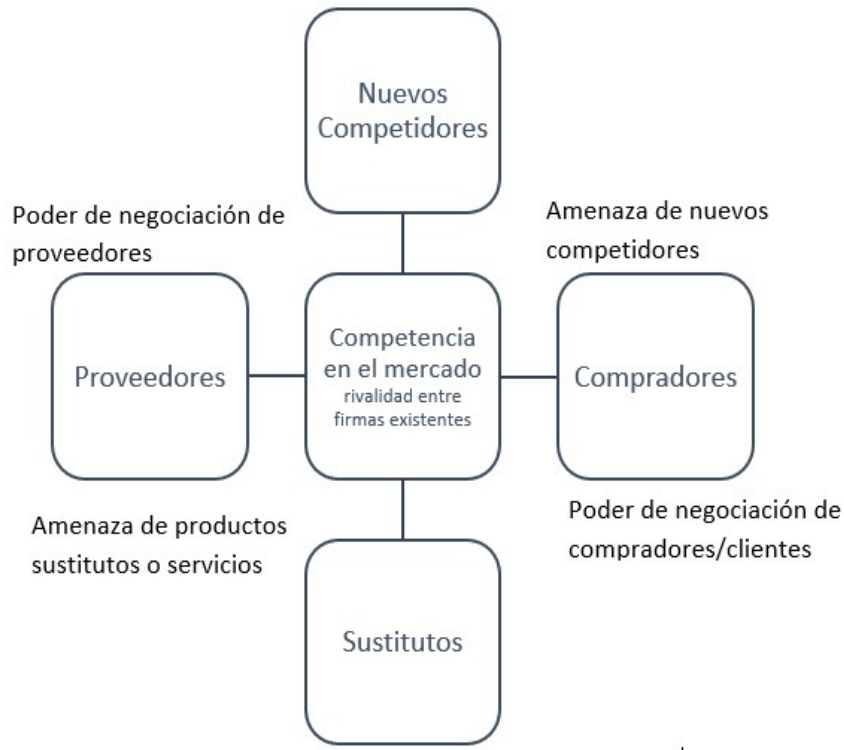 Nuevos
Competidores
Poder de negociación de
proveedores
Amenaza de nuevos
competidores
Proveedores
Competencia
en el mercado
rivalidad entre
firmas existentes
Compradores
Amenaza de productos
sustitutos o servicios
Poder de negociación de
compradores/clientes
Sustitutos